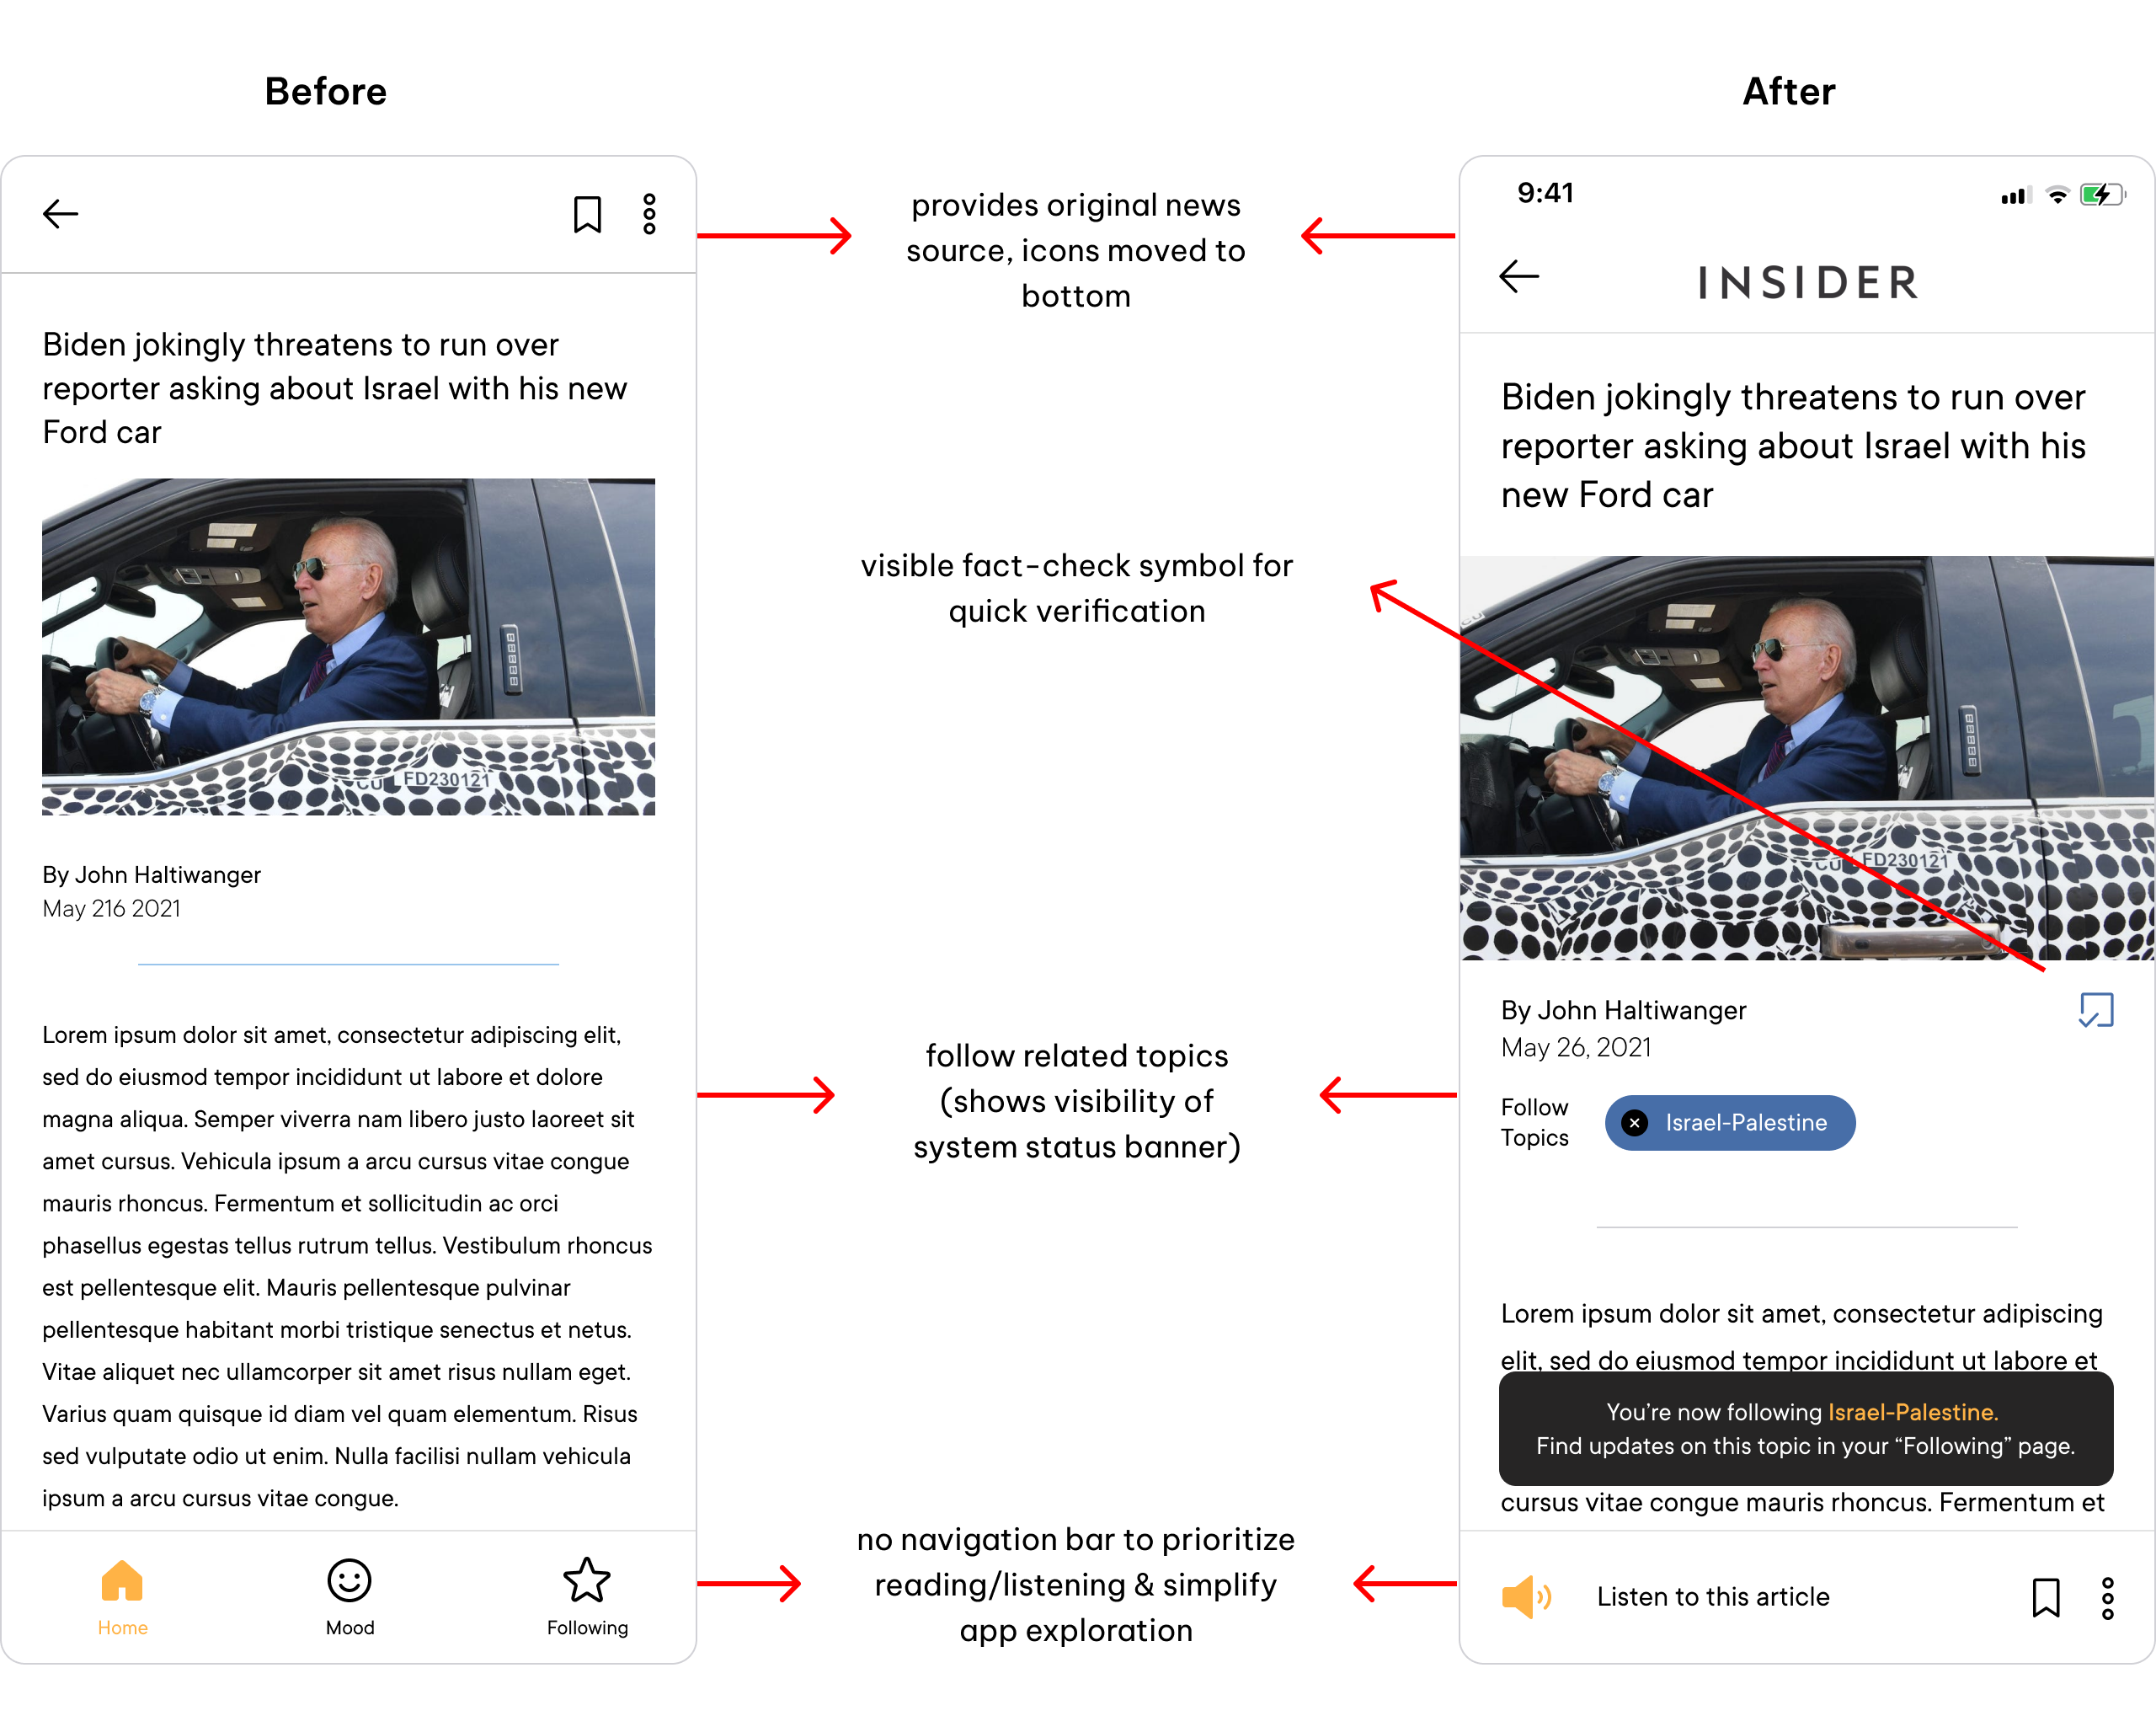 Before
After
Biden jokingly threatens to run over
reporter asking about Israel with his new
Ford car
FD230121
By John Haltiwanger
May 216 2021
Lorem ipsum dolor sit amet, consectetur adipiscing elit,
sed do eiusmod tempor incididunt ut labore et dolore
magna aliqua. Semper viverra nam libero justo laoreet sit
amet cursus. Vehicula ipsum a arcu cursus vitae congue
mauris rhoncus. Fermentum et sollicitudin ac orci
phasellus egestas tellus rutrum tellus. Vestibulum rhoncus
est pellentesque elit. Mauris pellentesque pulvinar
pellentesque habitant morbi tristique senectus et netus.
Vitae aliquet nec ullamcorper sit amet risus nullam eget.
Varius quam quisque id diam vel quam elementum. Risus
sed vulputate odio ut enim. Nulla facilisi nullam vehicula
ipsum a arcu cursus vitae congue.
Home
Mood
Following
provides original news
source, icons moved to
bottom
visible fact-check symbol for
quick verification
follow related topics
(shows visibility of
system status banner)
no navigation bar to prioritize
reading/listening & simplify
app exploration
9:41
INSIDER
Biden jokingly threatens to run over
reporter asking about Israel with his
new Ford car
CU FD230121
By John Haltiwanger
May 26, 2021
Follow
Topics
Israel-Palestine
Lorem ipsum dolor sit amet, consectetur adipiscing
elit, sed do eiusmod tempor incididunt ut labore et
You're now following Israel-Palestine.
Find updates on this topic in your “Following” page.
cursus vitae congue mauris rhoncus. Fermentum et
Listen to this article